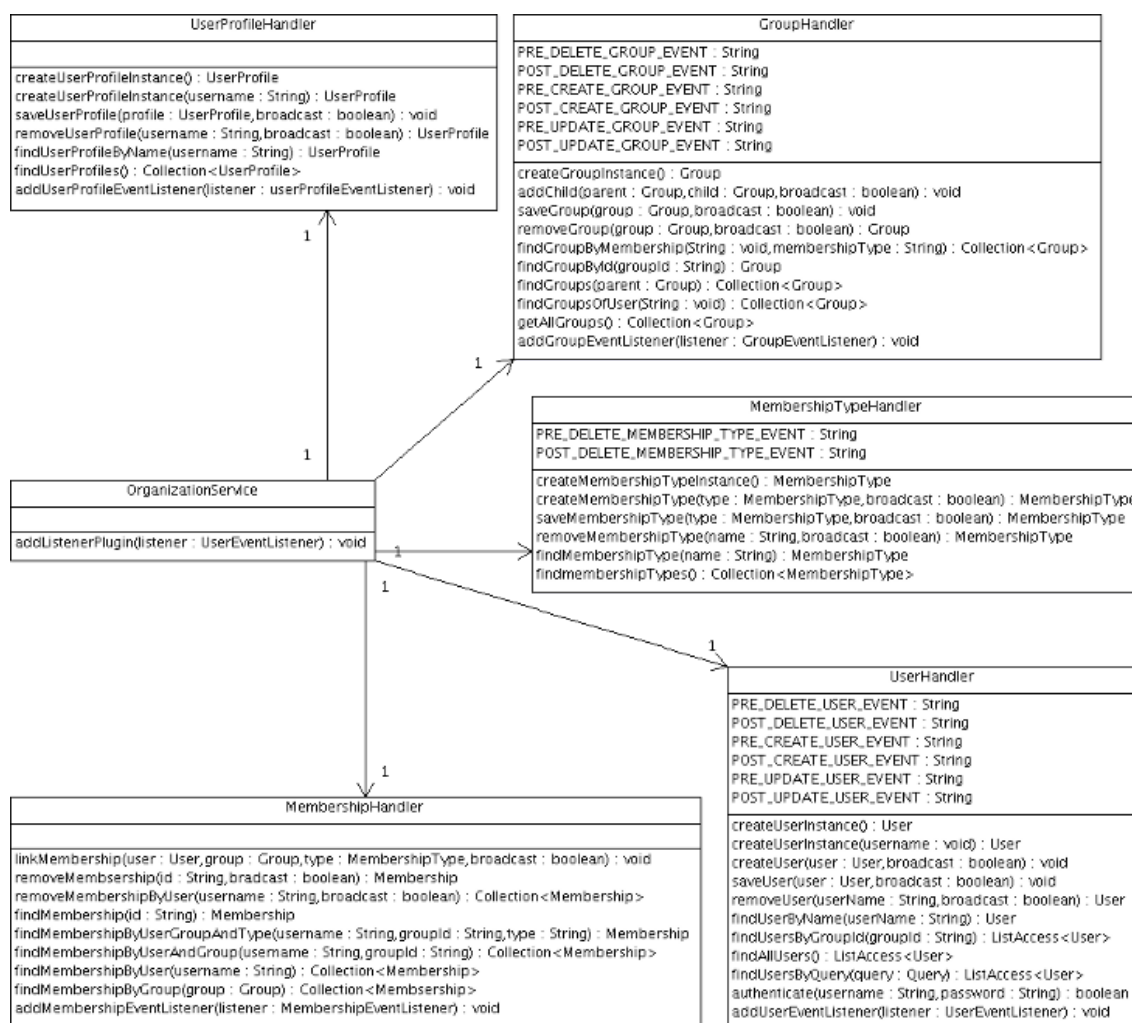 UserProfileHandler
createUserProfileInstance() : UserProfile
createUserProfileInstance(username : String) : UserProfile
saveUserProfile(profile : UserProfile,broadcast : boolean) : void
removeUserProfile(username : String,broadcast : boolean) : UserProfile
findUserProfileByName(username : String) : UserProfile
findUserProfiles() : Collection<UserProfile>
addUserProfileEventListener(listener : userProfileEventListener) : void
GroupHandler
PRE_DELETE_GROUP_EVENT : String
POST_DELETE_GROUP_EVENT : String
PRE_CREATE_GROUP_EVENT : String
POST_CREATE_GROUP_EVENT : String
PRE_UPDATE_GROUP_EVENT : String
POST_UPDATE_GROUP_EVENT : String
createGroupInstance() : Group
addChild(parent : Group,child : Group,broadcast : boolean) : void
saveGroup(group : Group,broadcast : boolean) : void
removeGroup(group : Group,broadcast : boolean) : Group
findGroupByMembership(String : void,membershipType : String) : Collection<Group>
findGroupById(groupId : String) : Group
findGroups(parent : Group) : Collection<Group>
findGroupsOfUser(String : void) : Collection<Group>
getAllGroups() : Collection<Group>
addGroupEventListener(listener : GroupEventListener) : void
1
1
1
MembershipTypeHandler
PRE_DELETE_MEMBERSHIP_TYPE_EVENT : String
POST_DELETE_MEMBERSHIP_TYPE_EVENT : String
createMembershipTypeInstance() : MembershipType
createMembershipType(type : MembershipType,broadcast : boolean) : MembershipType
saveMembershipType(type : MembershipType,broadcast : boolean) : MembershipType
removeMembershipType(name : String,broadcast : boolean) : MembershipType
findMembershipType(name : String) : MembershipType
findmembershipTypes() : Collection<MembershipType>
OrganizationService
addListenerPlugin(listener : UserEventListener) : void
1
1
1
1
UserHandler
PRE_DELETE_USER_EVENT : String
POST_DELETE_USER_EVENT : String
PRE_CREATE_USER_EVENT : String
POST_CREATE_USER_EVENT : String
PRE_UPDATE_USER_EVENT : String
POST_UPDATE_USER_EVENT : String
createUserInstance() : User
createUserInstance(username : void) : User
createUser(user : User,broadcast : boolean) : void
saveUser(user : User,broadcast : boolean) : void
removeUser(userName : String,broadcast : boolean) : User
findUserByName(userName : String) : User
findUsersByGroupId(groupId : String) : ListAccess<User>
findAllUsers() : ListAccess<User>
findUsersByQuery(query : Query) : ListAccess<User>
authenticate(username : String,password : String) : boolean
addUserEventListener(listener : UserEventListener) : void
MembershipHandler
linkMembership(user : User,group : Group,type : MembershipType,broadcast : boolean) : void
removeMembsership(id : String,bradcast : boolean) : Membership
removeMembershipByUser(username : String,broadcast : boolean) : Collection<Membership>
findMembership(id : String) : Membership
findMembershipByUserGroupAndType(username : String,groupId : String,type : String) : Membership
findMembershipByUserAndGroup(username : String,groupId : String) : Collection<Membership>
findMembershipByUser(username : String) : Collection<Membership>
findMembershipByGroup(group : Group) : Collection<Membsership>
addMembershipEventListener(listener : MembershipEventListener) : void